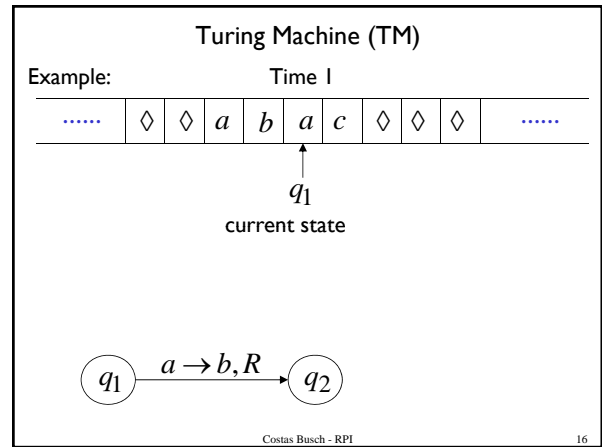 Turing Machine (TM)
Example: Time 1
...... ◊ ◊ a b a c ◊ ◊ ◊ ......
q₁
current state
a → b, R
q₁ q₂
Costas Busch - RPI 16